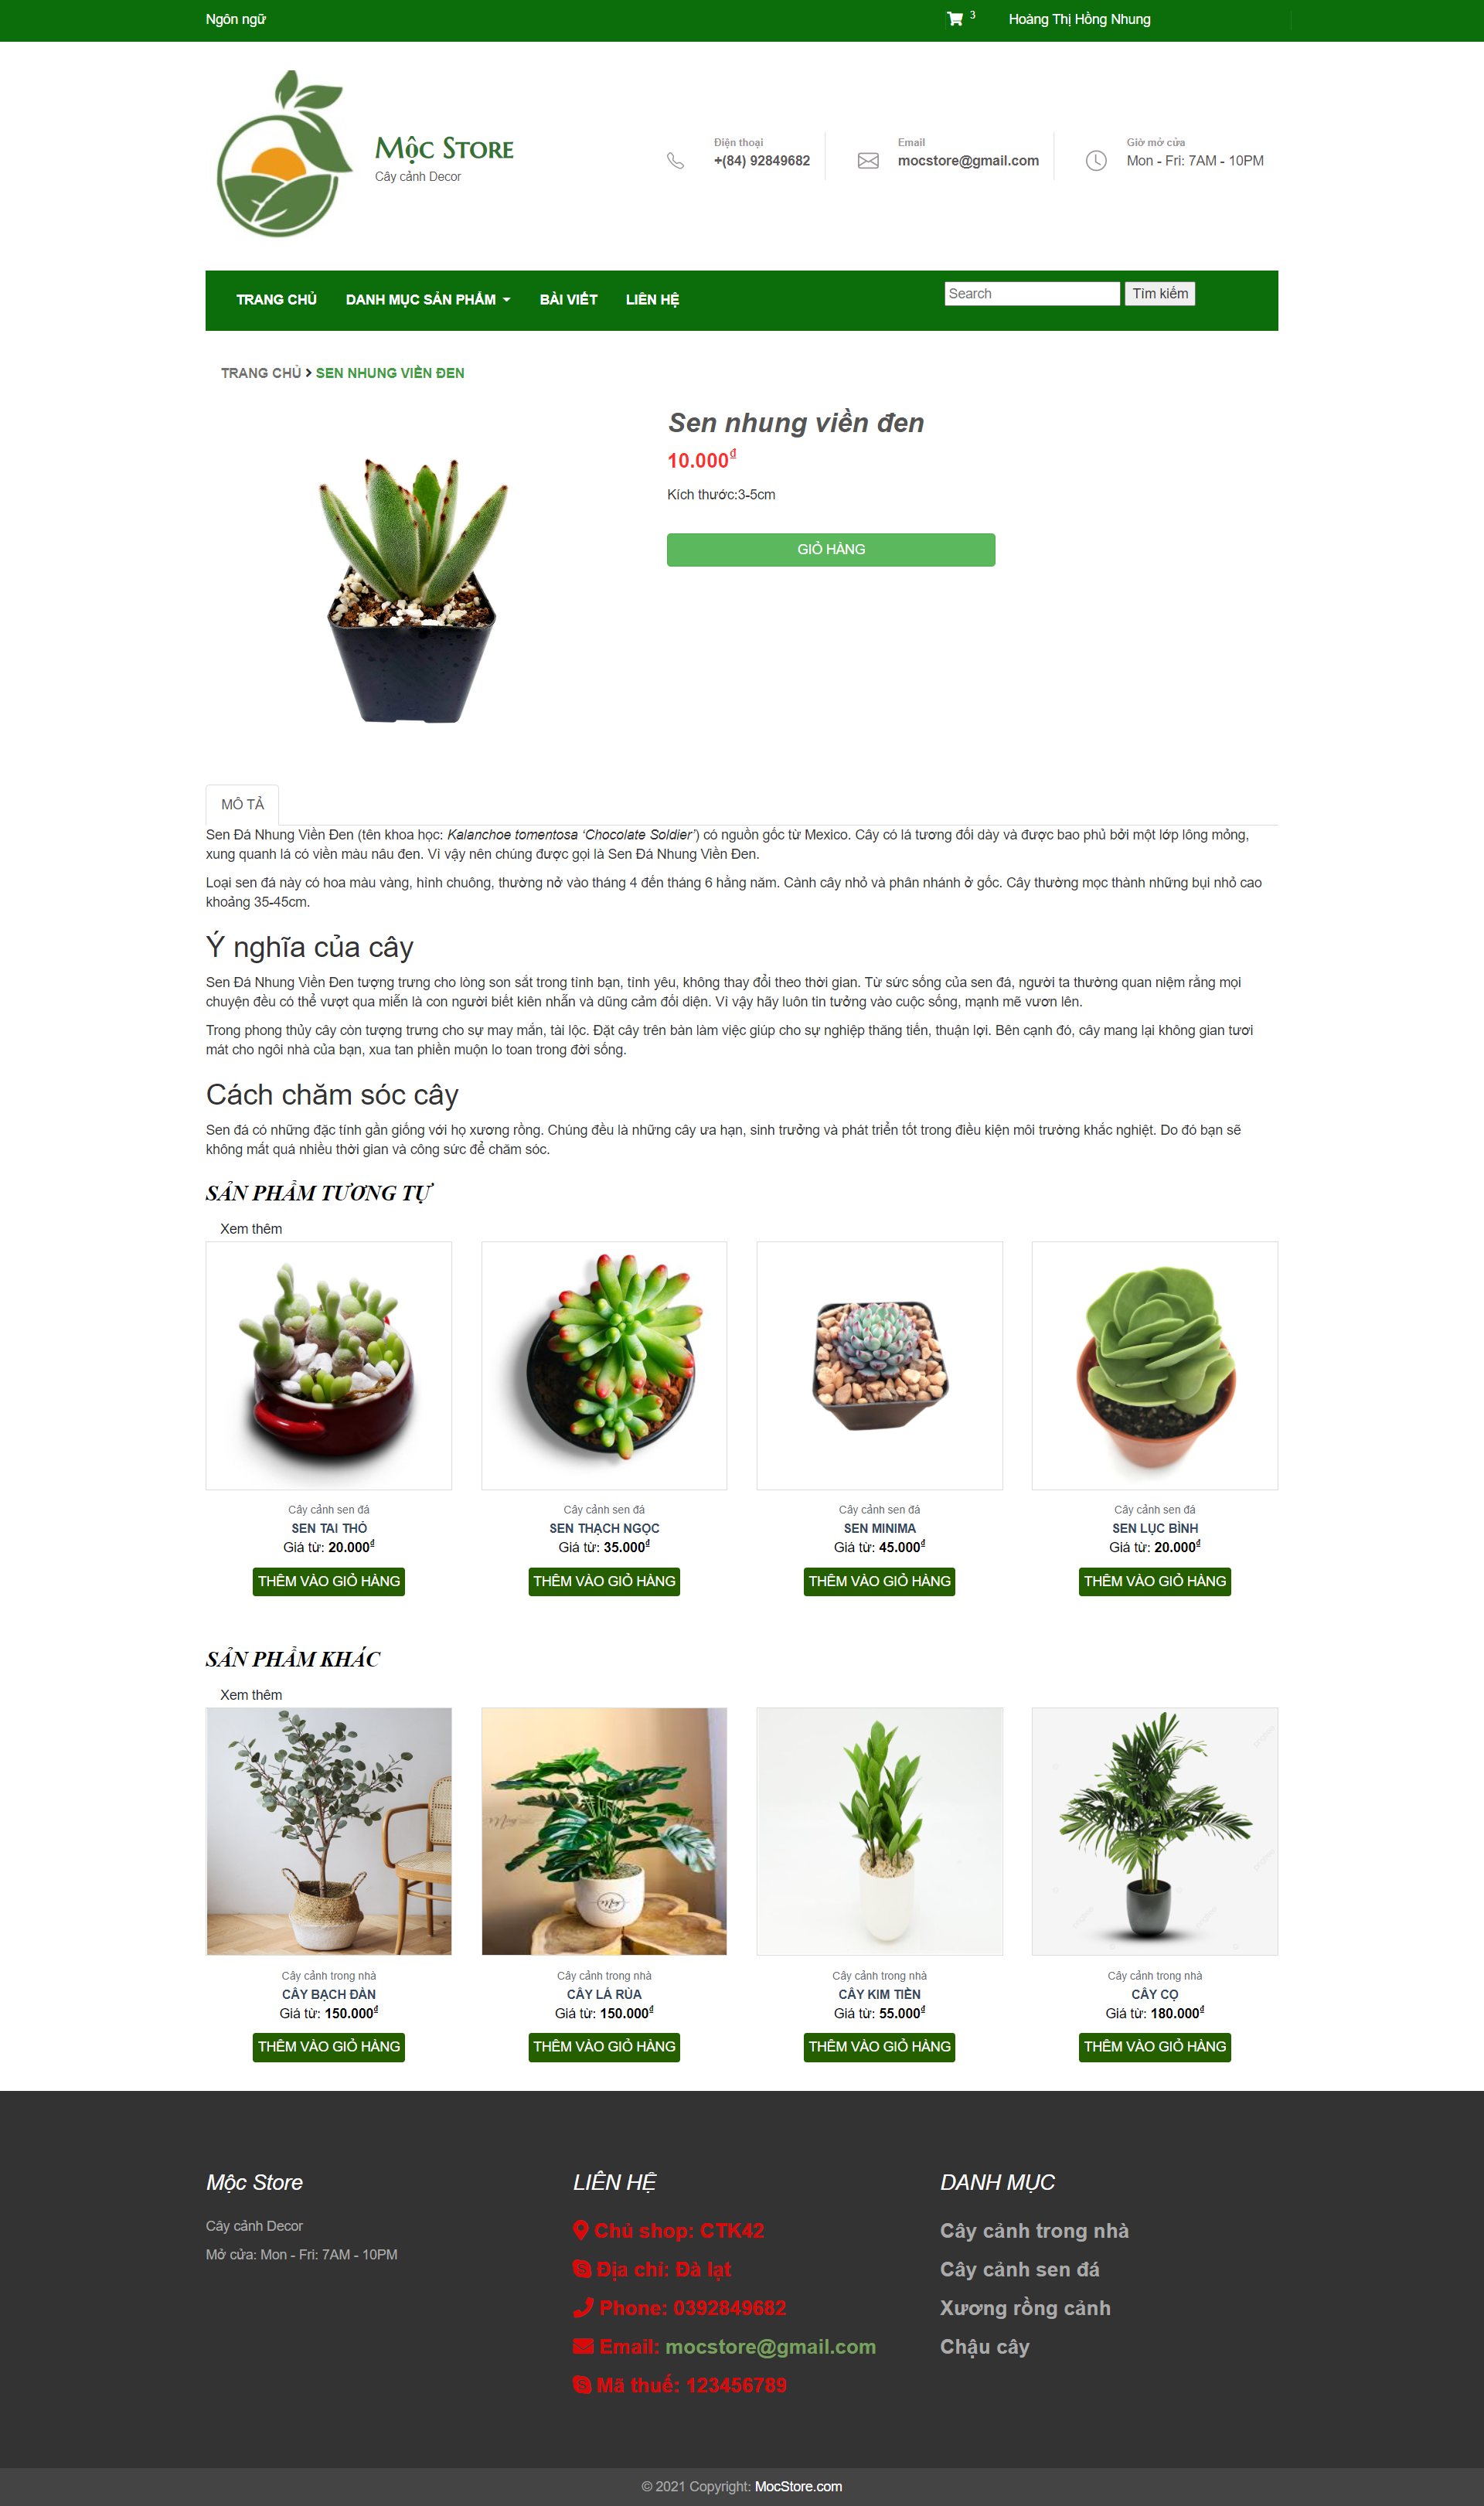 Ngôn ngữ
3
Hoàng Thị Hồng Nhung
Mộc Store
Cây cảnh Decor
Điện thoại
+(84) 92849682
Email
mocstore@gmail.com
Giờ mở cửa
Mon - Fri: 7AM - 10PM
TRANG CHỦ
DANH MỤC SẢN PHẨM
BÀI VIẾT
LIÊN HỆ
Search
Tìm kiếm
TRANG CHỦ > SEN NHUNG VIỀN ĐEN
Sen nhung viền đen
10.000₫
Kích thước:3-5cm
GIỎ HÀNG
MÔ TẢ
Sen Đá Nhung Viền Đen (tên khoa học: Kalanchoe tomentosa ‘Chocolate Soldier’) có nguồn gốc từ Mexico. Cây có lá tương đối dày và được bao phủ bởi một lớp lông mỏng,
xung quanh lá có viền màu nâu đen. Vì vậy nên chúng được gọi là Sen Đá Nhung Viền Đen.
Loại sen đá này có hoa màu vàng, hình chuông, thường nở vào tháng 4 đến tháng 6 hằng năm. Cành cây nhỏ và phân nhánh ở gốc. Cây thường mọc thành những bụi nhỏ cao
khoảng 35-45cm.
Ý nghĩa của cây
Sen Đá Nhung Viền Đen tượng trưng cho lòng son sắt trong tình bạn, tình yêu, không thay đổi theo thời gian. Từ sức sống của sen đá, người ta thường quan niệm rằng mọi
chuyện đều có thể vượt qua miễn là con người biết kiên nhẫn và dũng cảm đối diện. Vì vậy hãy luôn tin tưởng vào cuộc sống, mạnh mẽ vươn lên.
Trong phong thủy cây còn tượng trưng cho sự may mắn, tài lộc. Đặt cây trên bàn làm việc giúp cho sự nghiệp thăng tiến, thuận lợi. Bên cạnh đó, cây mang lại không gian tươi
mát cho ngôi nhà của bạn, xua tan phiền muộn lo toan trong đời sống.
Cách chăm sóc cây
Sen đá có những đặc tính gần giống với họ xương rồng. Chúng đều là những cây ưa hạn, sinh trưởng và phát triển tốt trong điều kiện môi trường khắc nghiệt. Do đó bạn sẽ
không mất quá nhiều thời gian và công sức để chăm sóc.
SẢN PHẨM TƯƠNG TỰ
Xem thêm
Cây cảnh sen đá
SEN TAI THỎ
Giá từ: 20.000₫
THÊM VÀO GIỎ HÀNG
Cây cảnh sen đá
SEN THẠCH NGỌC
Giá từ: 35.000₫
THÊM VÀO GIỎ HÀNG
Cây cảnh sen đá
SEN MINIMA
Giá từ: 45.000₫
THÊM VÀO GIỎ HÀNG
Cây cảnh sen đá
SEN LỤC BÌNH
Giá từ: 20.000₫
THÊM VÀO GIỎ HÀNG
SẢN PHẨM KHÁC
Xem thêm
Cây cảnh trong nhà
CÂY BẠCH ĐÀN
Giá từ: 150.000₫
THÊM VÀO GIỎ HÀNG
Cây cảnh trong nhà
CÂY LÁ RÙA
Giá từ: 150.000₫
THÊM VÀO GIỎ HÀNG
Cây cảnh trong nhà
CÂY KIM TIỀN
Giá từ: 55.000₫
THÊM VÀO GIỎ HÀNG
Cây cảnh trong nhà
CÂY CỌ
Giá từ: 180.000₫
THÊM VÀO GIỎ HÀNG
Mộc Store
Cây cảnh Decor
Mở cửa: Mon - Fri: 7AM - 10PM
LIÊN HỆ
Chủ shop: CTK42
Địa chỉ: Đà lạt
Phone: 0392849682
Email: mocstore@gmail.com
Mã thuế: 123456789
DANH MỤC
Cây cảnh trong nhà
Cây cảnh sen đá
Xương rồng cảnh
Chậu cây
© 2021 Copyright: MocStore.com